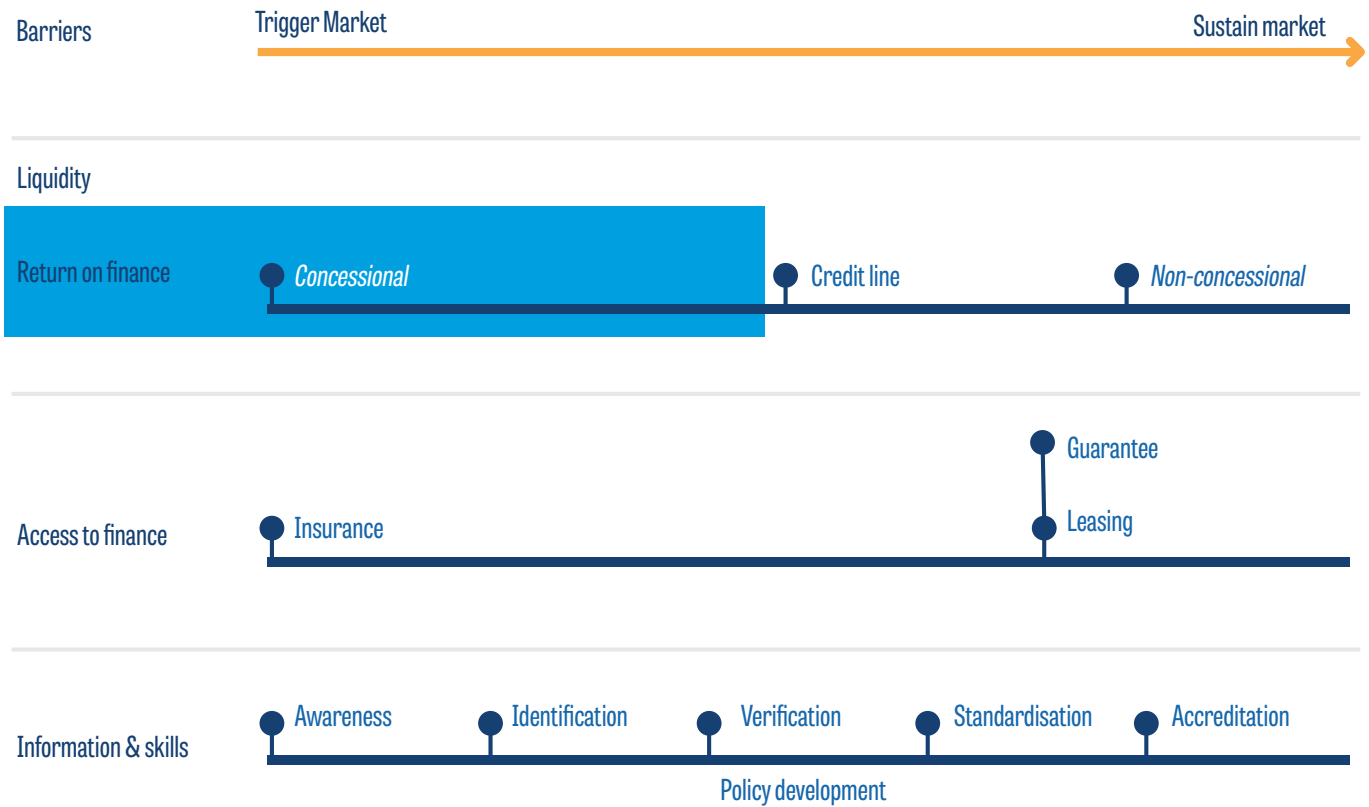 Barriers
Trigger Market
Sustain market
Liquidity
Return on finance
Concessional
Credit line
Non-concessional
Guarantee
Access to finance
Insurance
Leasing
Information & skills
Awareness
Identification
Verification
Standardisation
Accreditation
Policy development